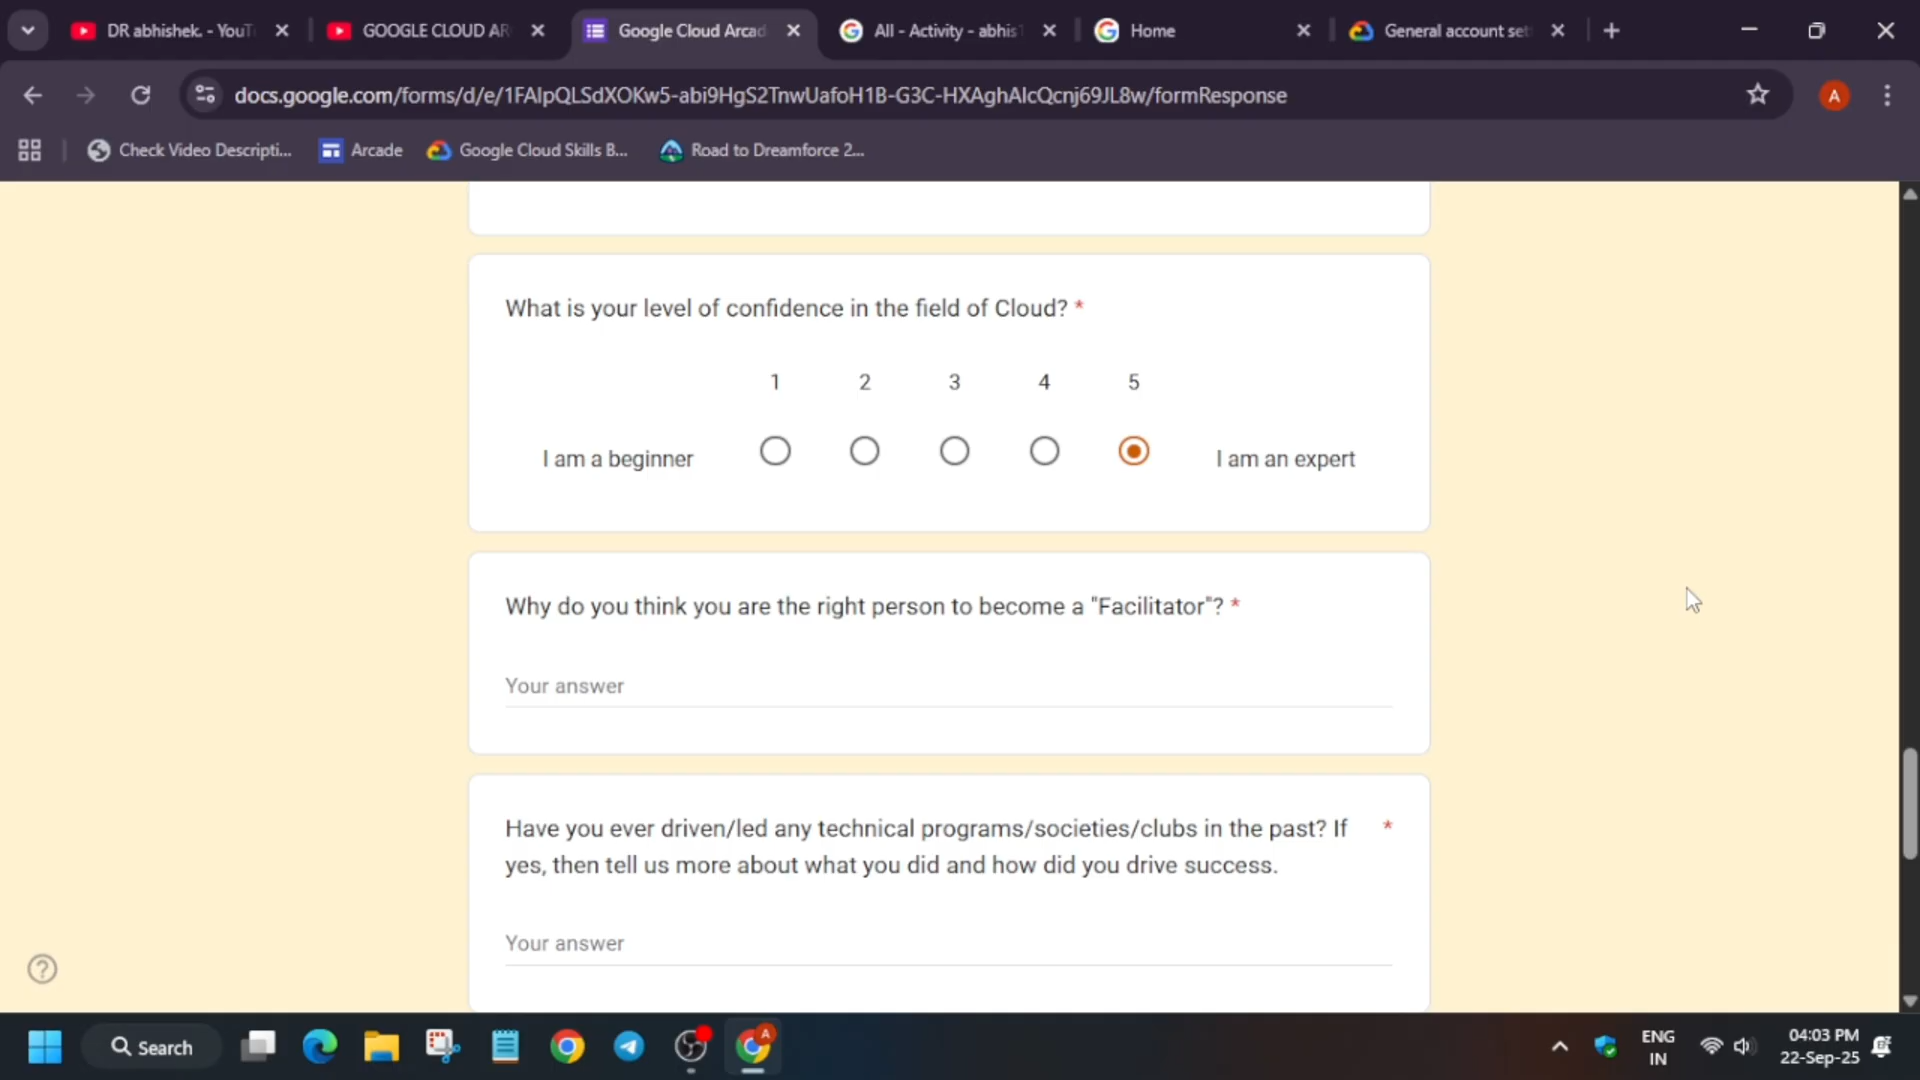 DR abhishek. - YouT
GOOGLE CLOUD AR
Google Cloud Arcad
All - Activity - abhis1
Home
General account set
docs.google.com/forms/d/e/1FAIpQLSdXOKw5-abi9HgS2TnwUafoH1B-G3C-HXAghAIcQcnj69JL8w/formResponse
A
Check Video Descripti...
Arcade
Google Cloud Skills B...
Road to Dreamforce 2...
What is your level of confidence in the field of Cloud? *
1 2 3 4 5
I am a beginner
I am an expert
Why do you think you are the right person to become a "Facilitator"? *
Your answer
Have you ever driven/led any technical programs/societies/clubs in the past? If *
yes, then tell us more about what you did and how did you drive success.
Your answer
Search
A
ENG
IN
04:03 PM
22-Sep-25